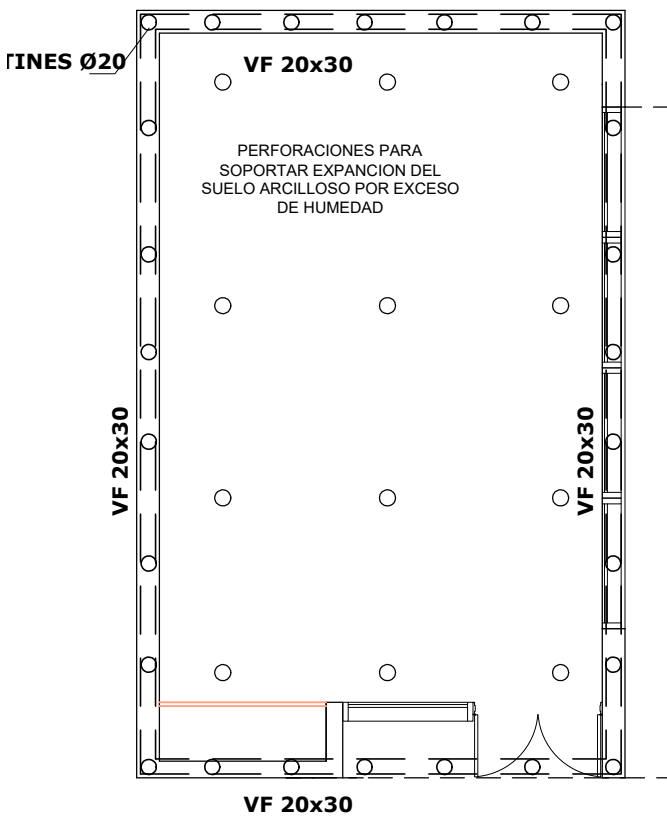 TINES Ø20
VF 20x30
PERFORACIONES PARA
SOPORTAR EXPANCION DEL
SUELO ARCILLOSO POR EXCESO
DE HUMEDAD
VF 20x30
VF 20x30
VF 20x30